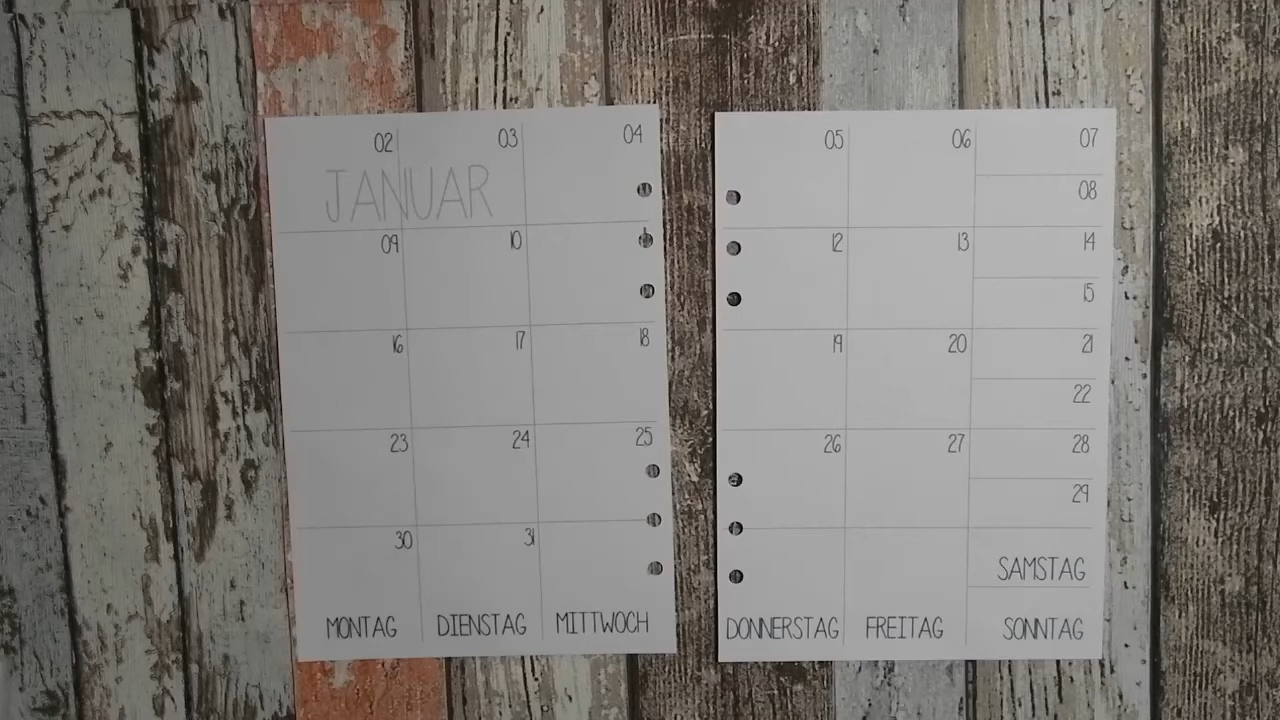 02 03 04 05 06 07
JANUAR
08
09 10 12 13 14
15
16 17 18 19 20 21
22
23 24 25 26 27 28
29
30 31
SAMSTAG
MONTAG DIENSTAG MITTWOCH DONNERSTAG FREITAG SONNTAG